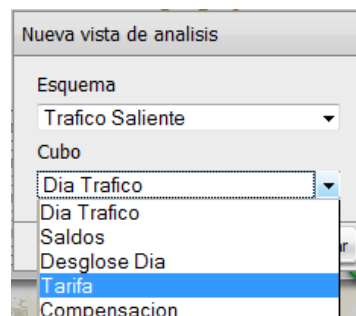 Nueva vista de analisis
Esquema
Trafico Saliente
Cubo
Dia Trafico
Dia Trafico
Saldos
Desglose Dia
Tarifa
Compensacion